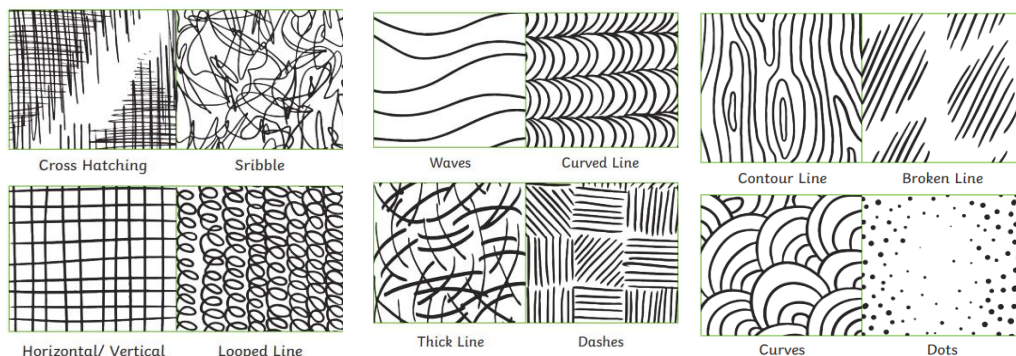 Cross Hatching
Sribble
Waves
Curved Line
Contour Line
Broken Line
Horizontal/ Vertical
Looped Line
Thick Line
Dashes
Curves
Dots